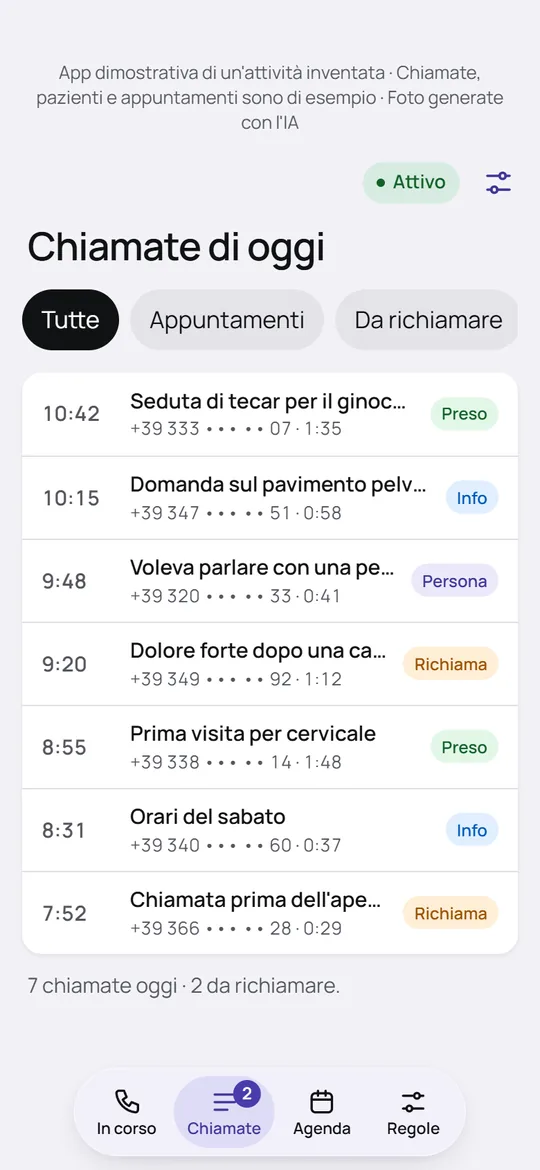 App dimostrativa di un'attività inventata · Chiamate,
pazienti e appuntamenti sono di esempio · Foto generate
con l'IA
Attivo
Chiamate di oggi
Tutte
Appuntamenti
Da richiamare
10:42
Seduta di tecar per il ginoc…
+39 333 ••• •• 07 · 1:35
Preso
10:15
Domanda sul pavimento pelv…
+39 347 ••• •• 51 · 0:58
Info
9:48
Voleva parlare con una pe…
+39 320 ••• •• 33 · 0:41
Persona
9:20
Dolore forte dopo una ca…
+39 349 ••• •• 92 · 1:12
Richiama
8:55
Prima visita per cervicale
+39 338 ••• •• 14 · 1:48
Preso
8:31
Orari del sabato
+39 340 ••• •• 60 · 0:37
Info
7:52
Chiamata prima dell'ape…
+39 366 ••• •• 28 · 0:29
Richiama
7 chiamate oggi · 2 da richiamare.
2
In corso
Chiamate
Agenda
Regole